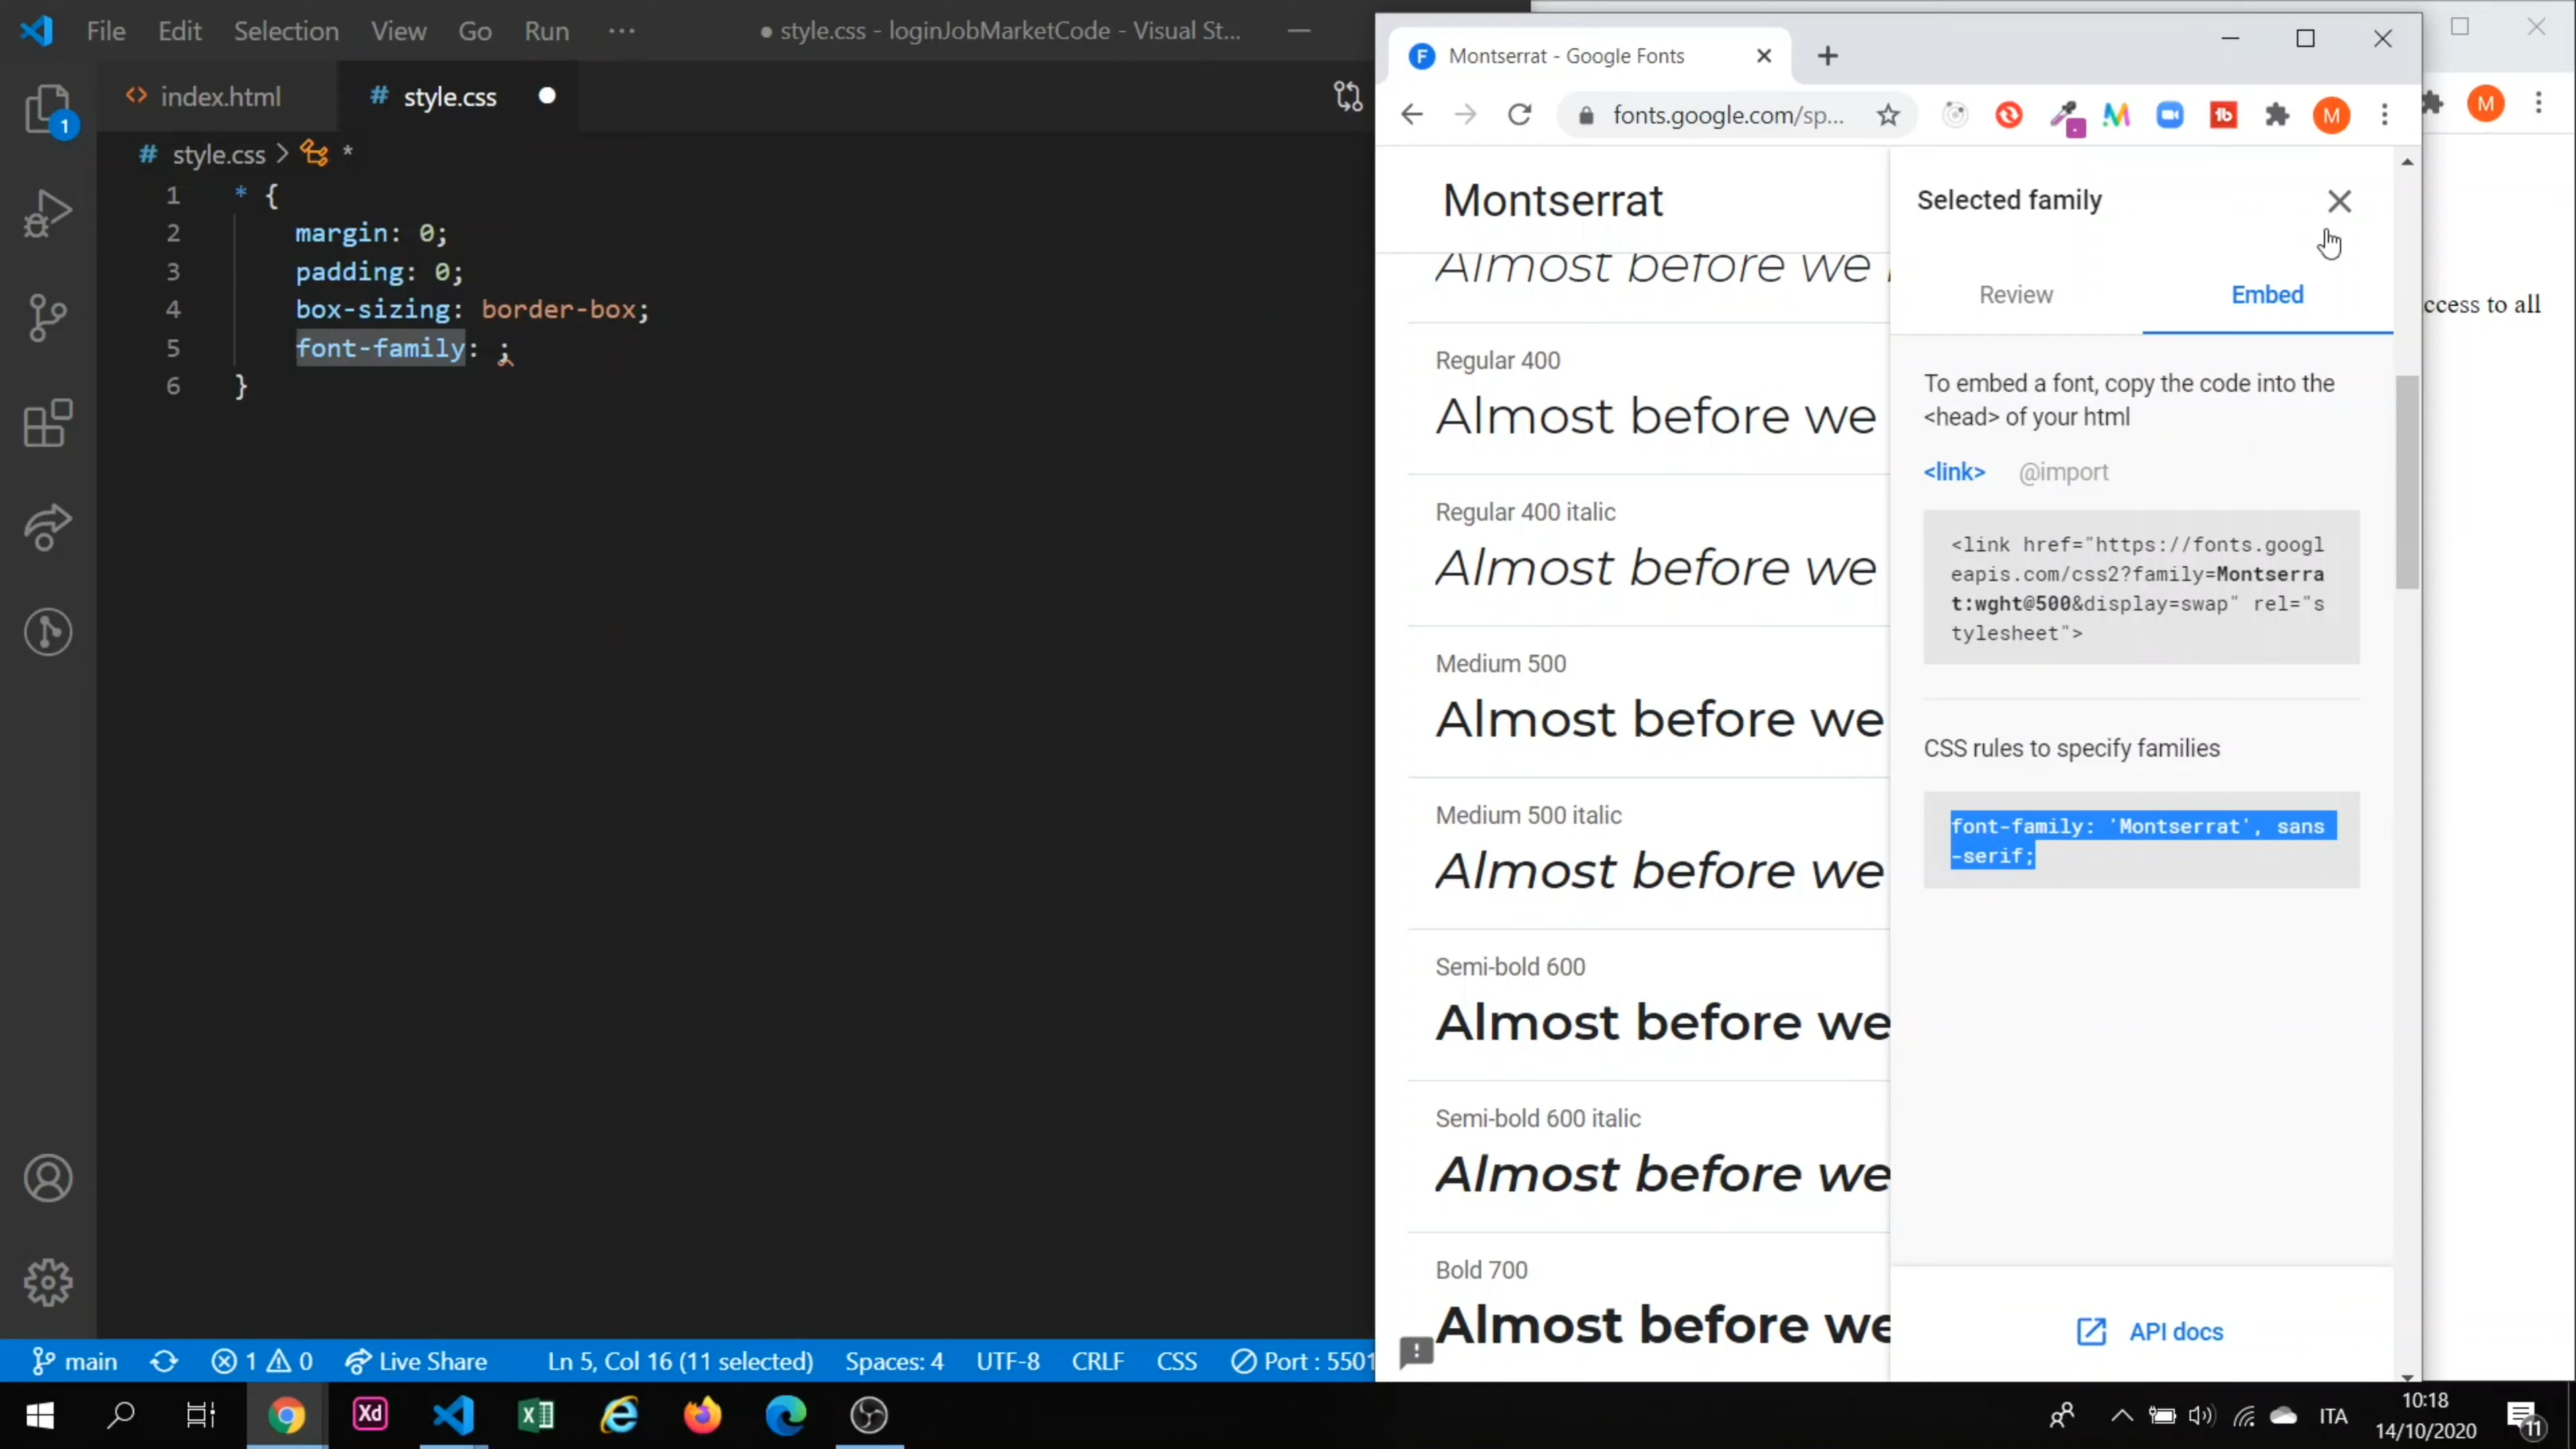 File Edit Selection View Go Run ···
● style.css - loginJobMarketCode - Visual St...
index.html
# style.css
# style.css > *
1 * {
2 margin: 0;
3 padding: 0;
4 box-sizing: border-box;
5 font-family: ;
6 }
1
main
1 0
Live Share
Ln 5, Col 16 (11 selected)
Spaces: 4
UTF-8
CRLF
CSS
Port : 5501
Montserrat - Google Fonts
fonts.google.com/sp...
M
M
Montserrat
Almost before we
Regular 400
Almost before we
Regular 400 italic
Almost before we
Medium 500
Almost before we
Medium 500 italic
Almost before we
Semi-bold 600
Almost before we
Semi-bold 600 italic
Almost before we
Bold 700
Almost before we
Selected family
Review
Embed
To embed a font, copy the code into the
<head> of your html
<link> @import
<link href="https://fonts.googl
eapis.com/css2?family=Montserra
t:wght@500&display=swap" rel="s
tylesheet">
CSS rules to specify families
font-family: 'Montserrat', sans
-serif;
API docs
ccess to all
Xd
ITA
10:18
14/10/2020
11